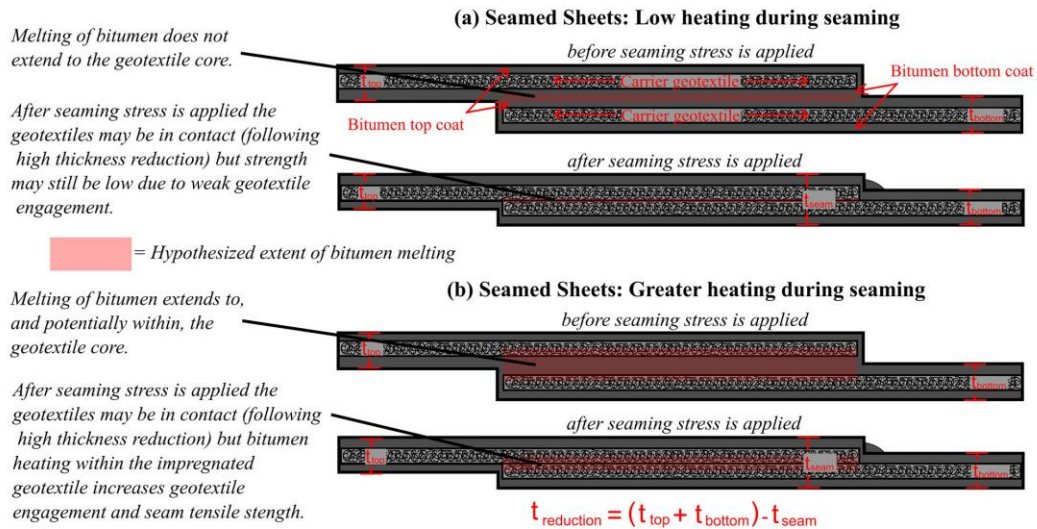 (a) Seamed Sheets: Low heating during seaming
Melting of bitumen does not
extend to the geotextile core.
before seaming stress is applied
ttop
Carrier geotextile
Bitumen bottom coat
Bitumen top coat
Carrier geotextile
tbottom
After seaming stress is applied the
geotextiles may be in contact (following
high thickness reduction) but strength
may still be low due to weak geotextile
engagement.
after seaming stress is applied
ttop
tseam
tbottom
= Hypothesized extent of bitumen melting
(b) Seamed Sheets: Greater heating during seaming
Melting of bitumen extends to,
and potentially within, the
geotextile core.
before seaming stress is applied
ttop
tbottom
After seaming stress is applied the
geotextiles may be in contact (following
high thickness reduction) but bitumen
heating within the impregnated
geotextile increases geotextile
engagement and seam tensile stength.
after seaming stress is applied
ttop
tseam
tbottom
treduction = (ttop + tbottom) - tseam